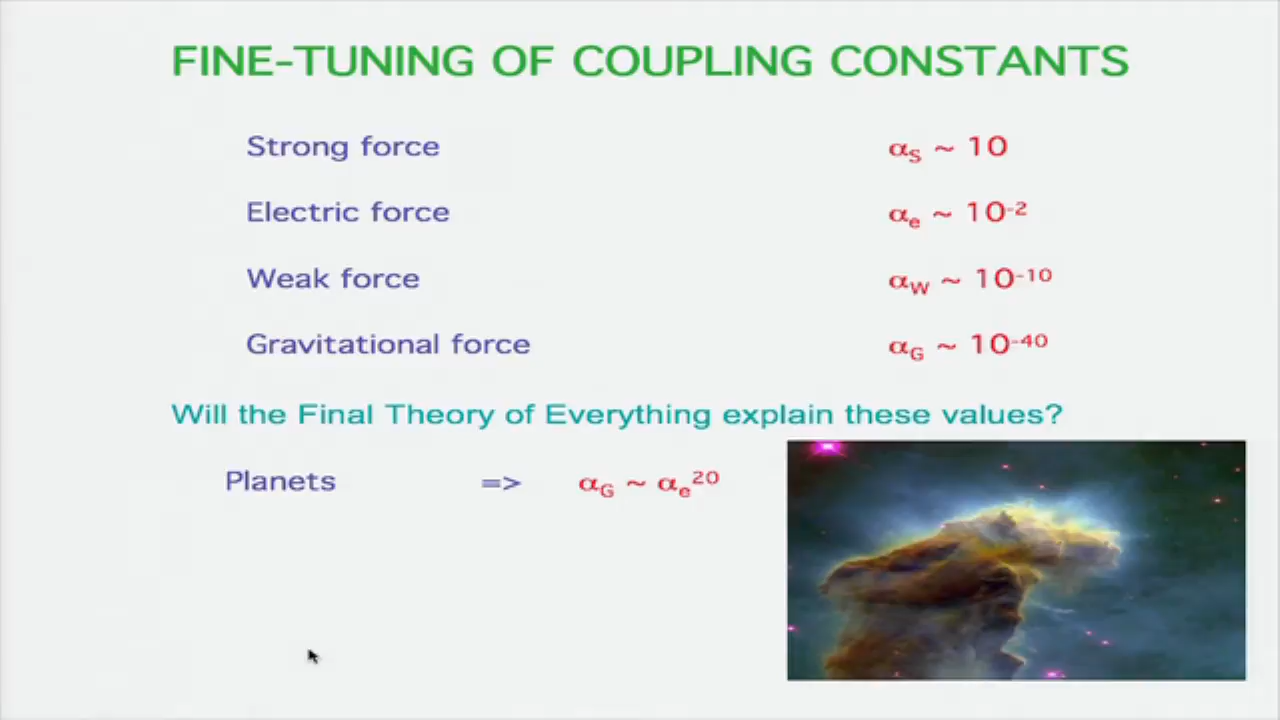 FINE-TUNING OF COUPLING CONSTANTS
Strong force αS ~ 10
Electric force αe ~ 10⁻²
Weak force αW ~ 10⁻¹⁰
Gravitational force αG ~ 10⁻⁴⁰
Will the Final Theory of Everything explain these values?
Planets => αG ~ αe²⁰